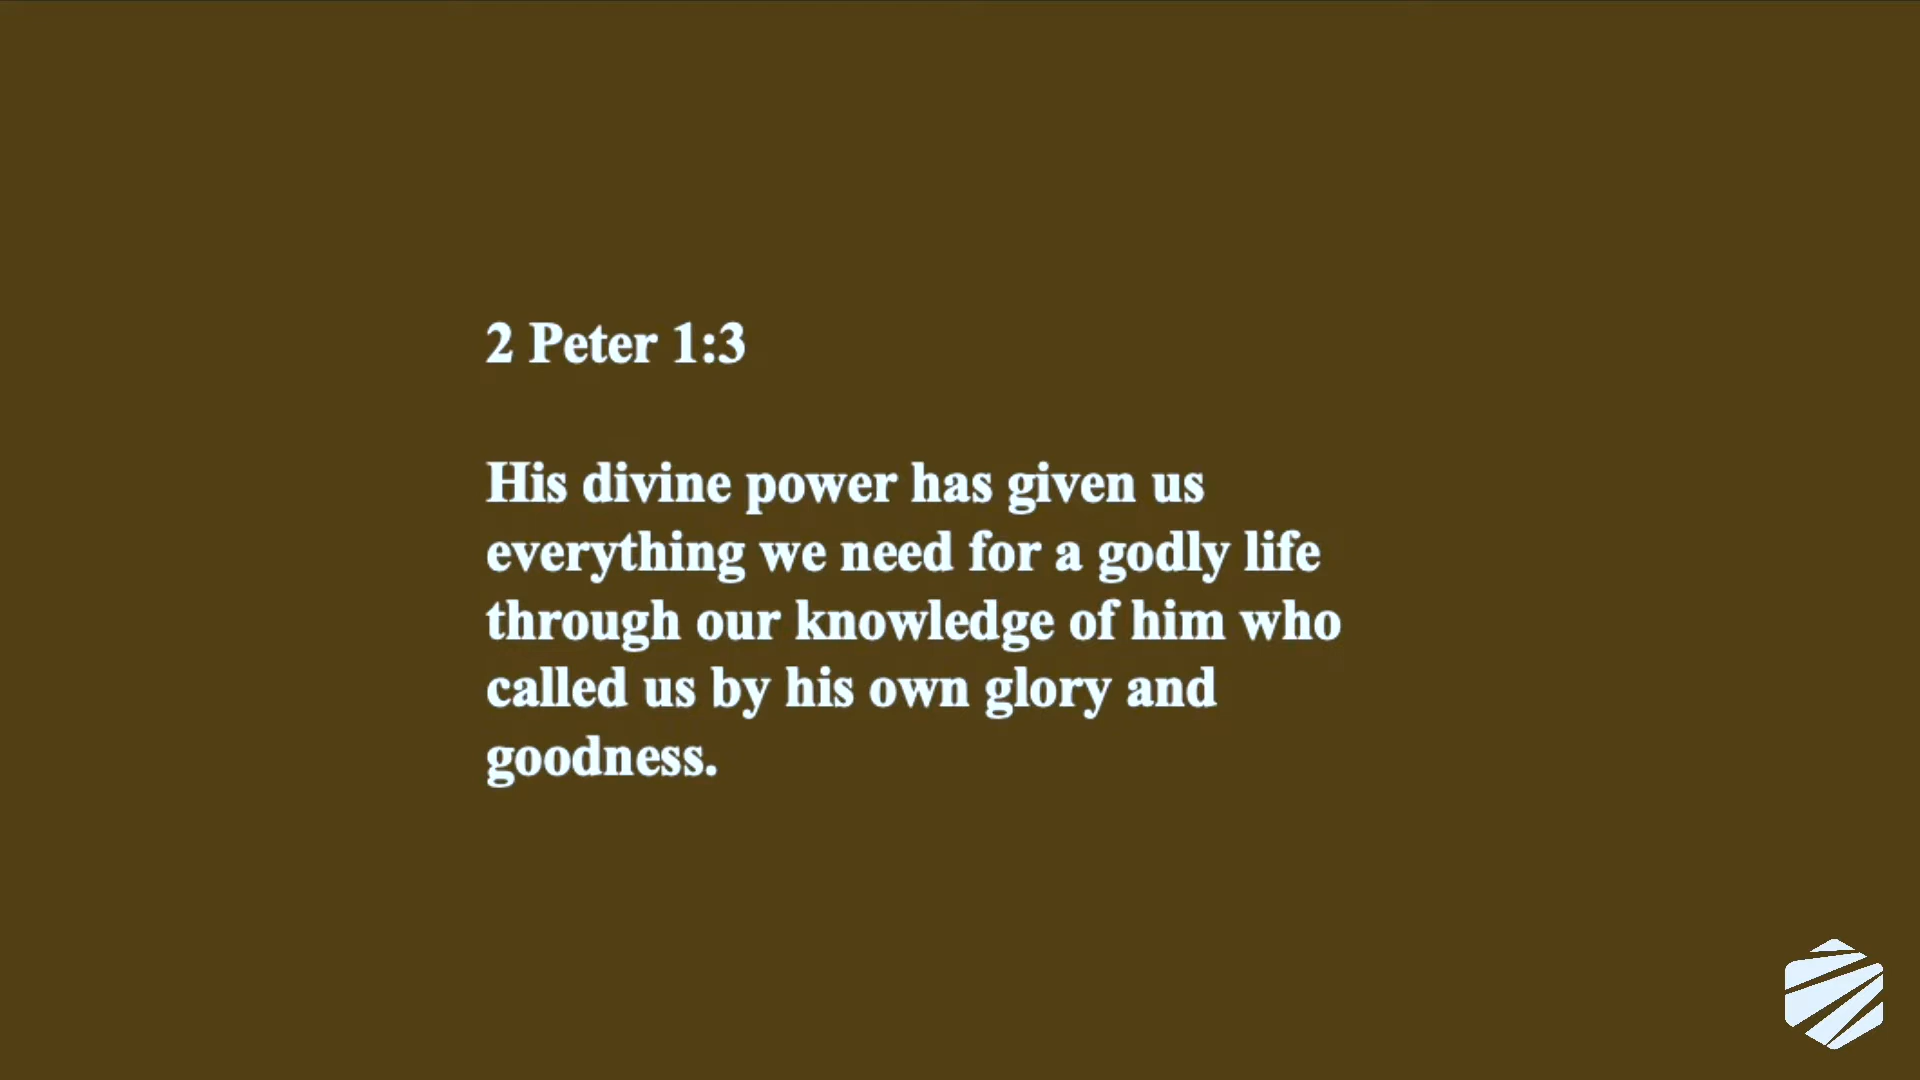 2 Peter 1:3
His divine power has given us
everything we need for a godly life
through our knowledge of him who
called us by his own glory and
goodness.